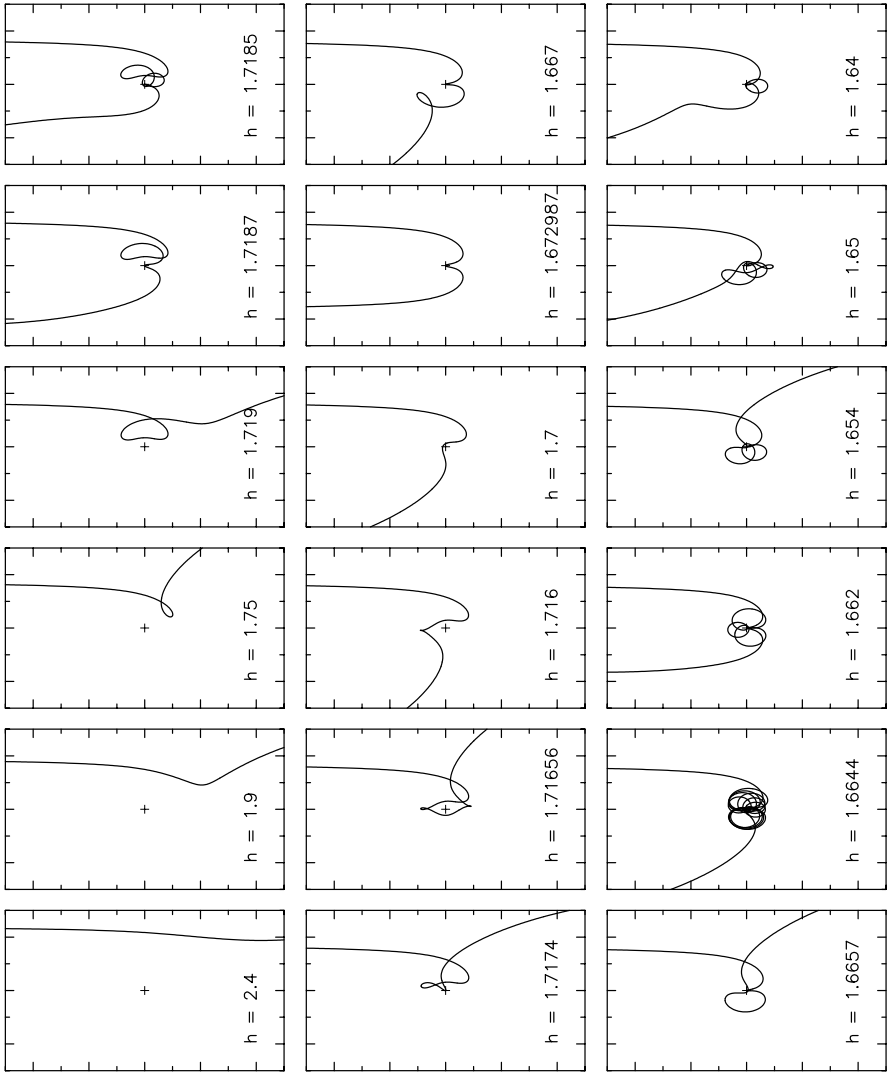 h = 2.4
h = 1.9
h = 1.75
h = 1.719
h = 1.7187
h = 1.7185
h = 1.7174
h = 1.71656
h = 1.716
h = 1.7
h = 1.672987
h = 1.667
h = 1.6657
h = 1.6644
h = 1.662
h = 1.654
h = 1.65
h = 1.64